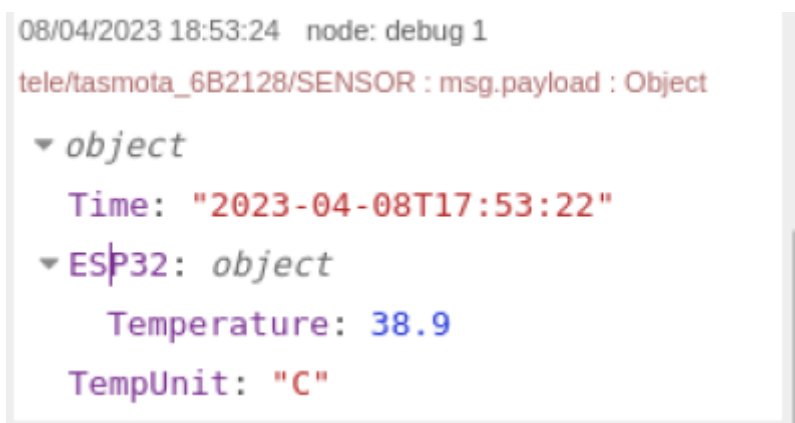 08/04/2023 18:53:24 node: debug 1
tele/tasmota_6B2128/SENSOR : msg.payload : Object
object
Time: "2023-04-08T17:53:22"
ESP32: object
Temperature: 38.9
TempUnit: "C"